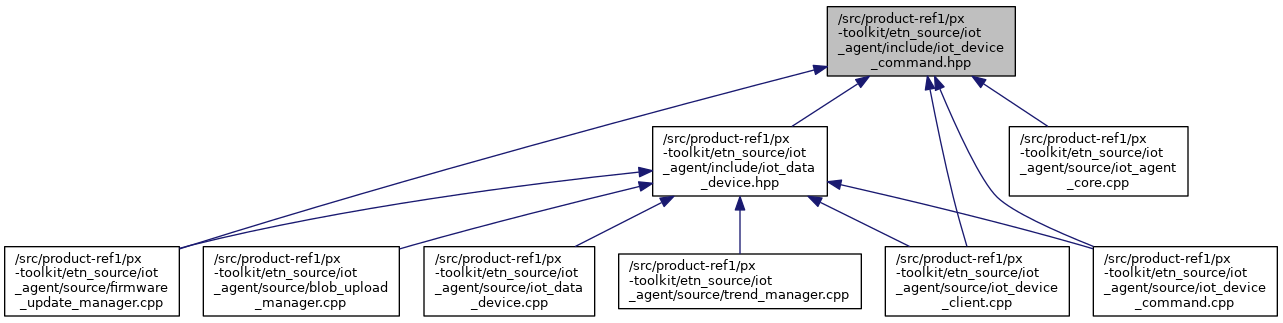 /src/product-ref1/px
-toolkit/etn_source/iot
_agent/include/iot_device
_command.hpp
/src/product-ref1/px
-toolkit/etn_source/iot
_agent/include/iot_data
_device.hpp
/src/product-ref1/px
-toolkit/etn_source/iot
_agent/source/iot_agent
_core.cpp
/src/product-ref1/px
-toolkit/etn_source/iot
_agent/source/firmware
_update_manager.cpp
/src/product-ref1/px
-toolkit/etn_source/iot
_agent/source/blob_upload
_manager.cpp
/src/product-ref1/px
-toolkit/etn_source/iot
_agent/source/iot_data
_device.cpp
/src/product-ref1/px
-toolkit/etn_source/iot
_agent/source/trend_manager.cpp
/src/product-ref1/px
-toolkit/etn_source/iot
_agent/source/iot_device
_client.cpp
/src/product-ref1/px
-toolkit/etn_source/iot
_agent/source/iot_device
_command.cpp